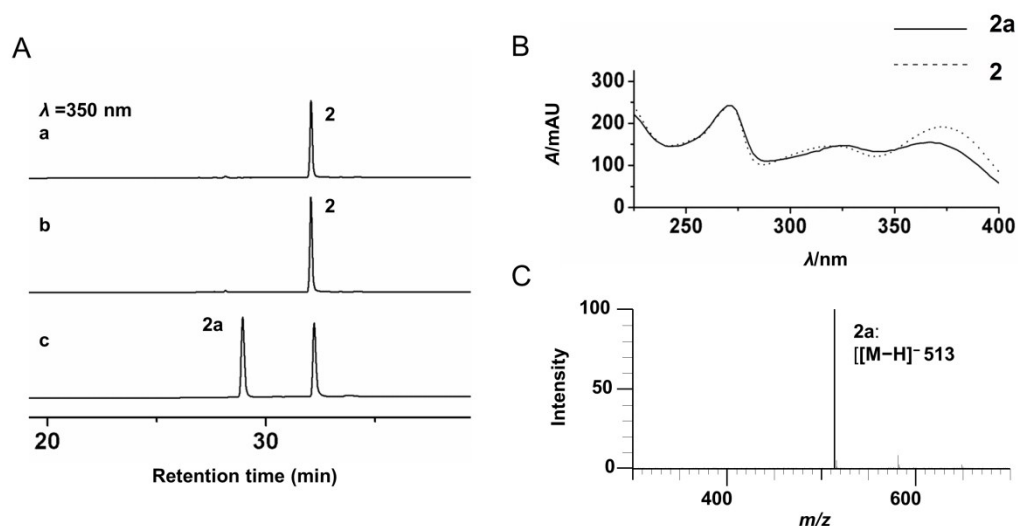 A
λ =350 nm
a
2
b
2
c
2a
20
30
Retention time (min)
B
2a
2
A/mAU
300
200
100
0
250
300
350
400
λ/nm
C
Intensity
100
50
0
2a:
[[M−H]⁻ 513
400
600
m/z